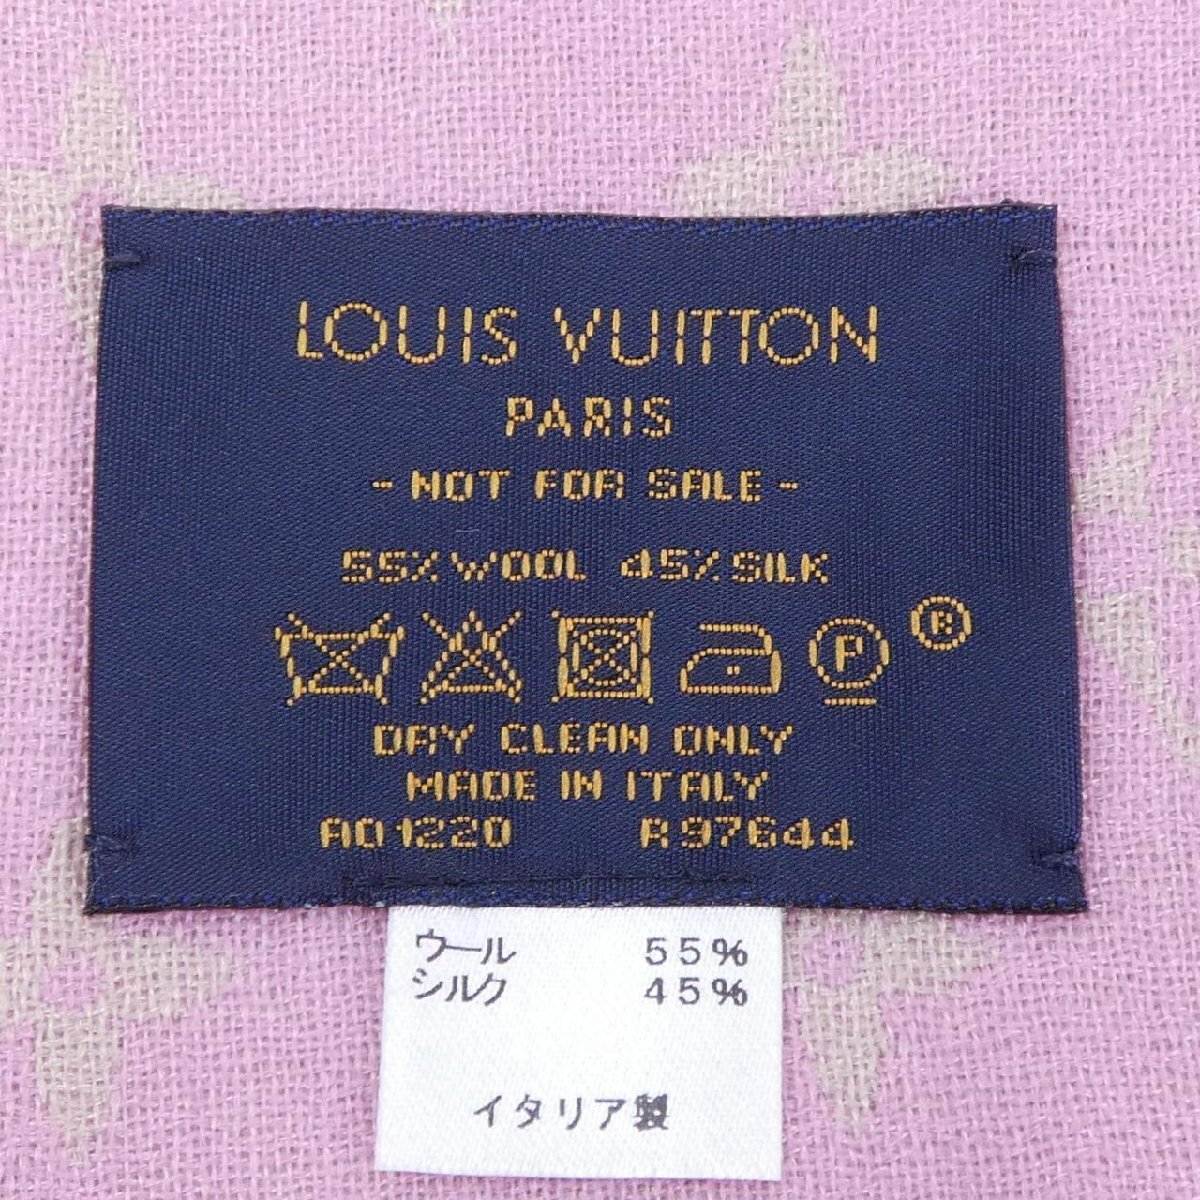 LOUIS VUITTON
PARIS
- NOT FOR SALE -
55% WOOL 45% SILK
P ®
DRY CLEAN ONLY
MADE IN ITALY
AD1220 R97644
ウール 55%
シルク 45%
イタリア製